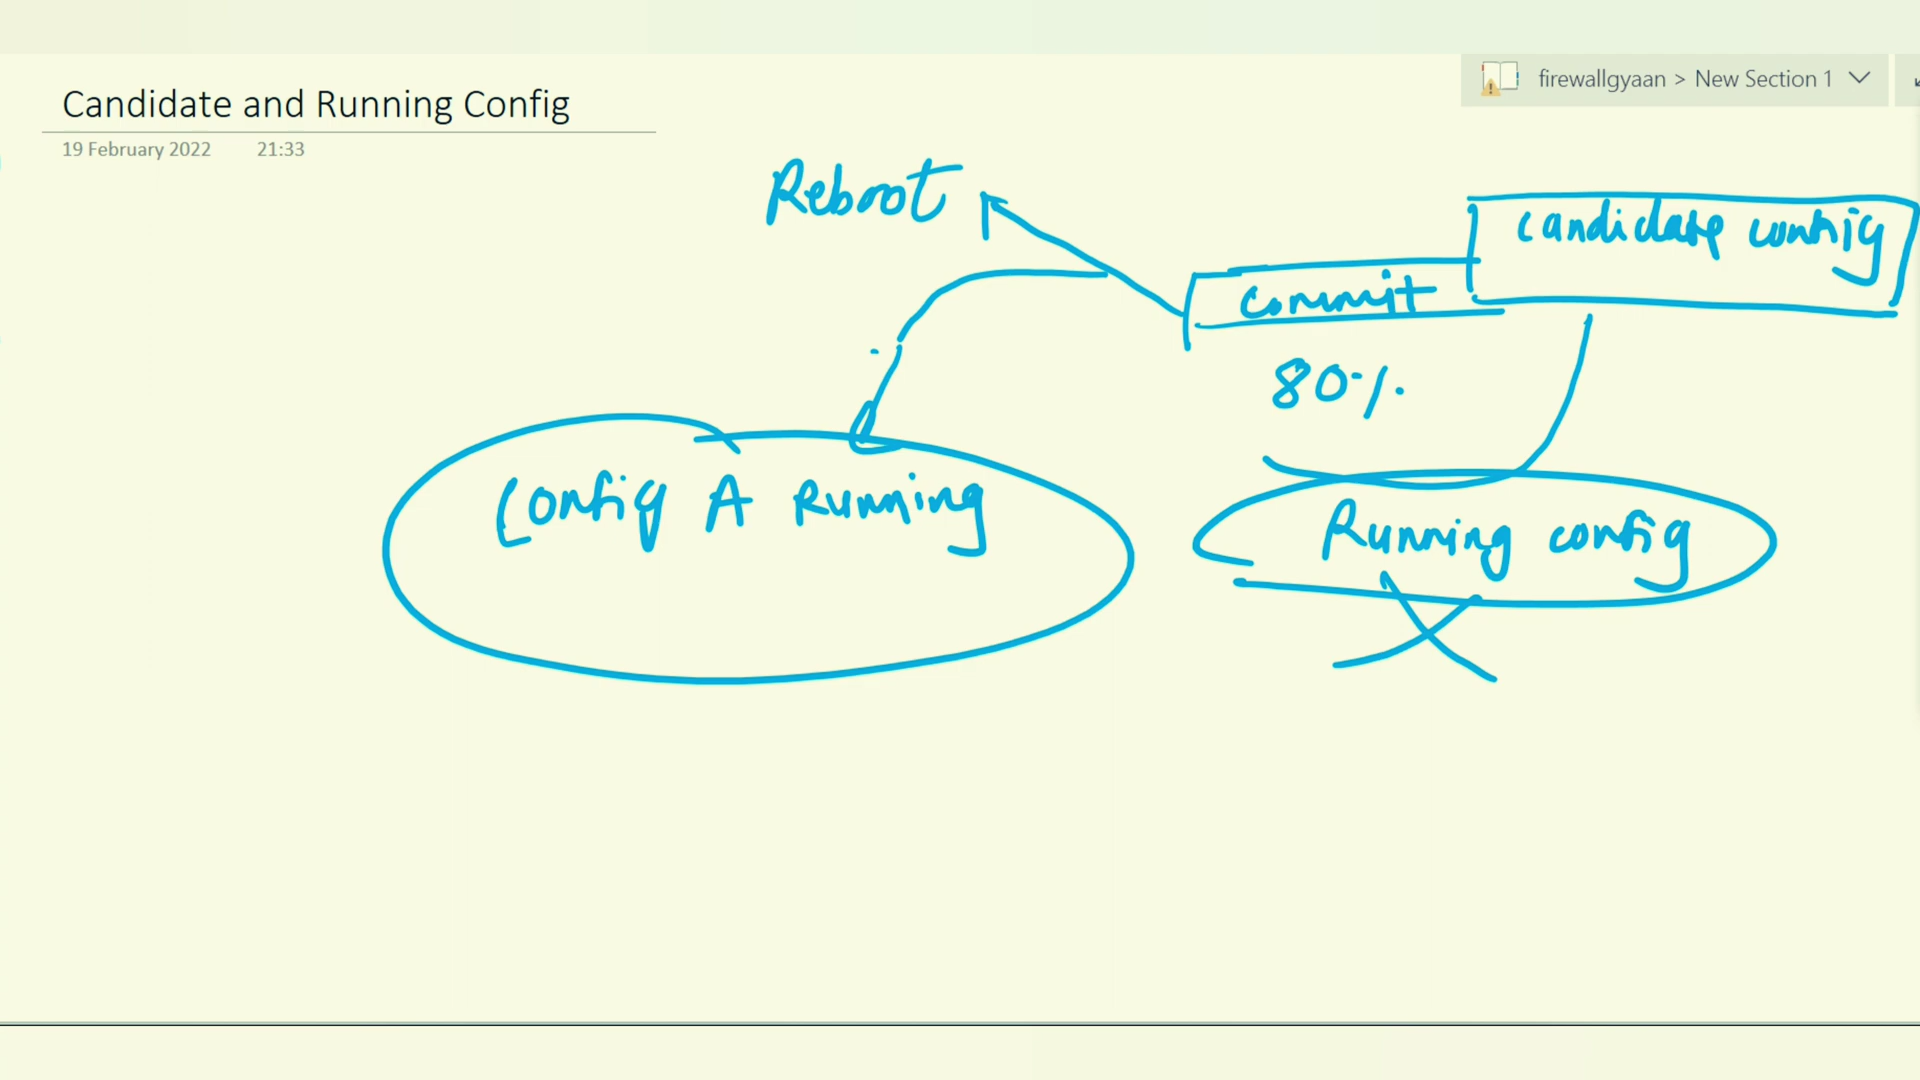 firewallgyaan > New Section 1
Candidate and Running Config
19 February 2022 21:33
Reboot
Candidate config
Commit
80%
Config A Running
Running config